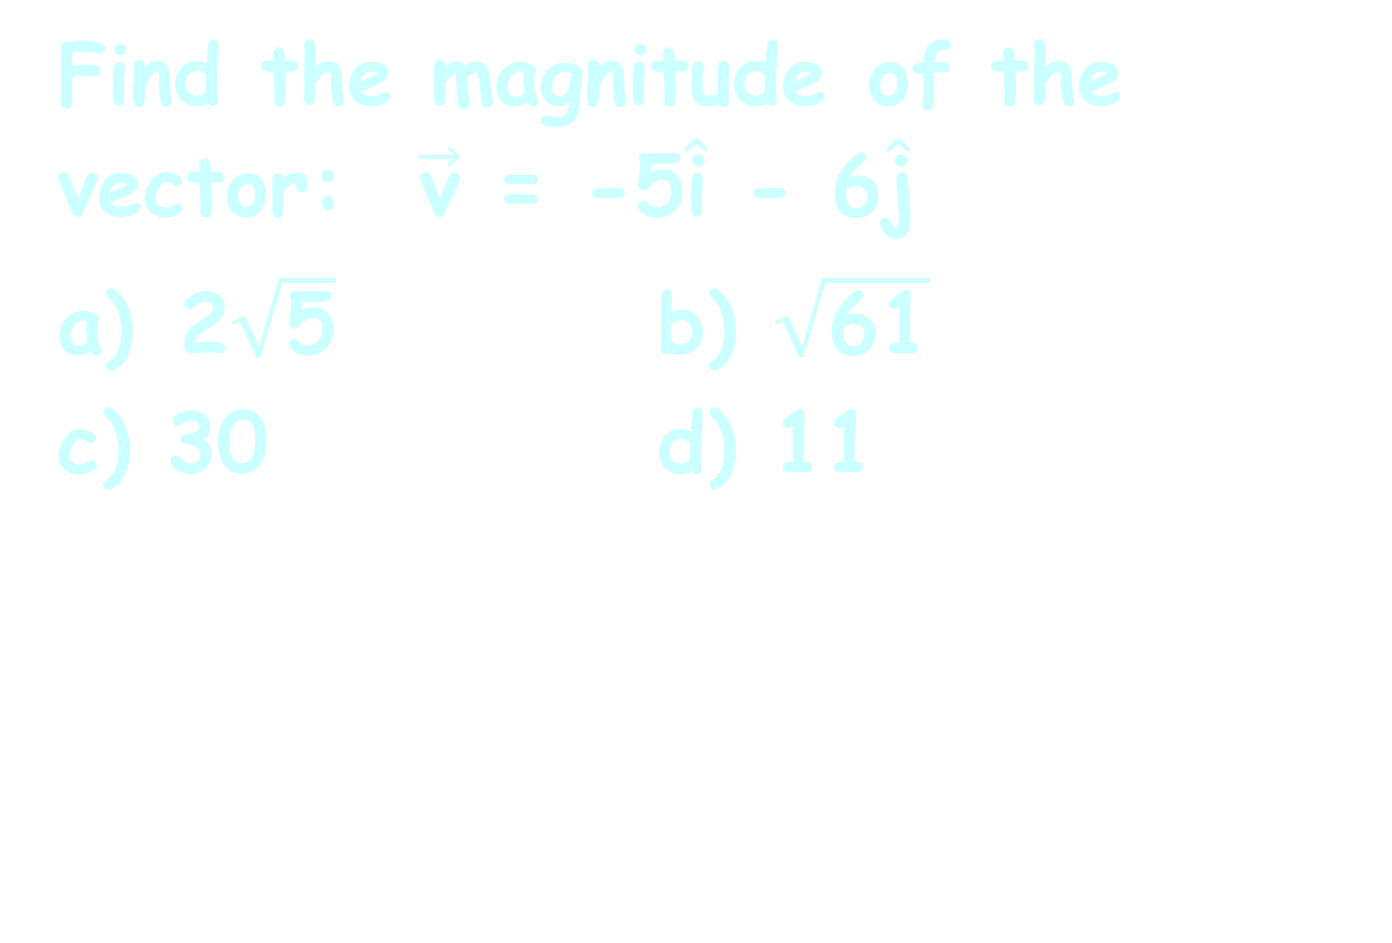 Find the magnitude of the
vector: v⃗ = -5î - 6ĵ
a) 2√5 b) √61
c) 30 d) 11